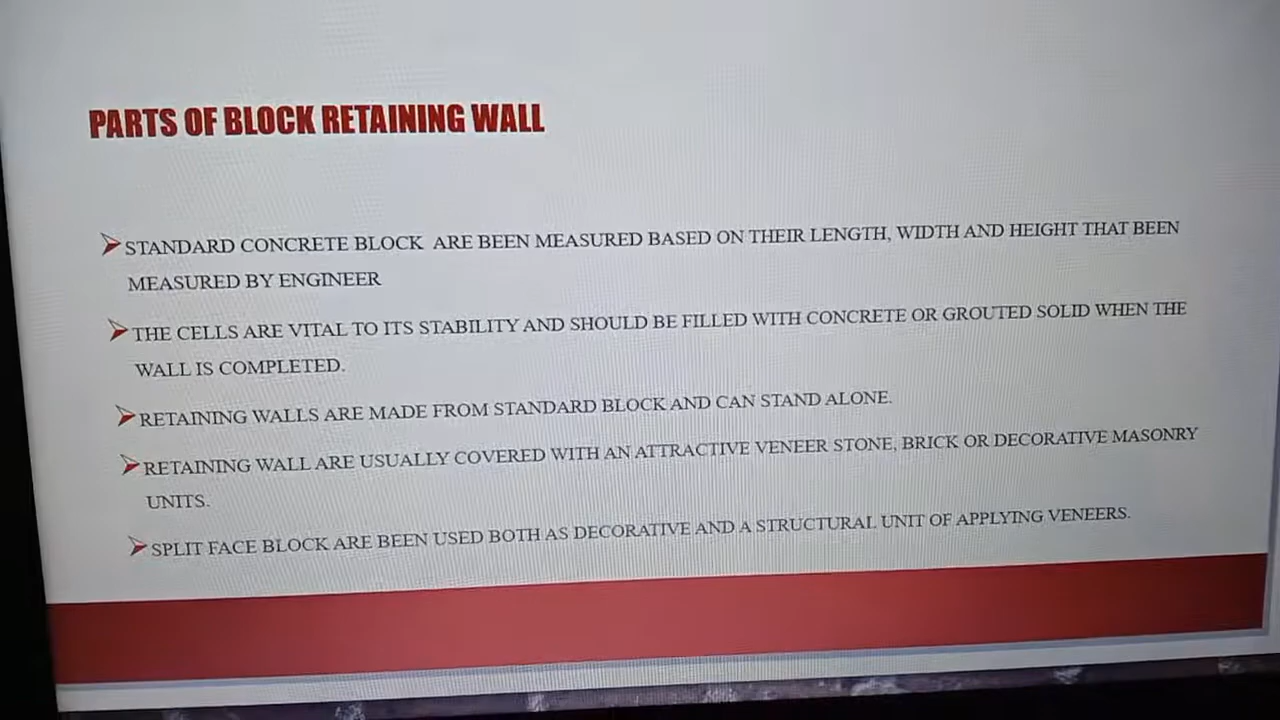 PARTS OF BLOCK RETAINING WALL
STANDARD CONCRETE BLOCK ARE BEEN MEASURED BASED ON THEIR LENGTH, WIDTH AND HEIGHT THAT BEEN
MEASURED BY ENGINEER
THE CELLS ARE VITAL TO ITS STABILITY AND SHOULD BE FILLED WITH CONCRETE OR GROUTED SOLID WHEN THE
WALL IS COMPLETED.
RETAINING WALLS ARE MADE FROM STANDARD BLOCK AND CAN STAND ALONE.
RETAINING WALL ARE USUALLY COVERED WITH AN ATTRACTIVE VENEER STONE, BRICK OR DECORATIVE MASONRY
UNITS.
SPLIT FACE BLOCK ARE BEEN USED BOTH AS DECORATIVE AND A STRUCTURAL UNIT OF APPLYING VENEERS.